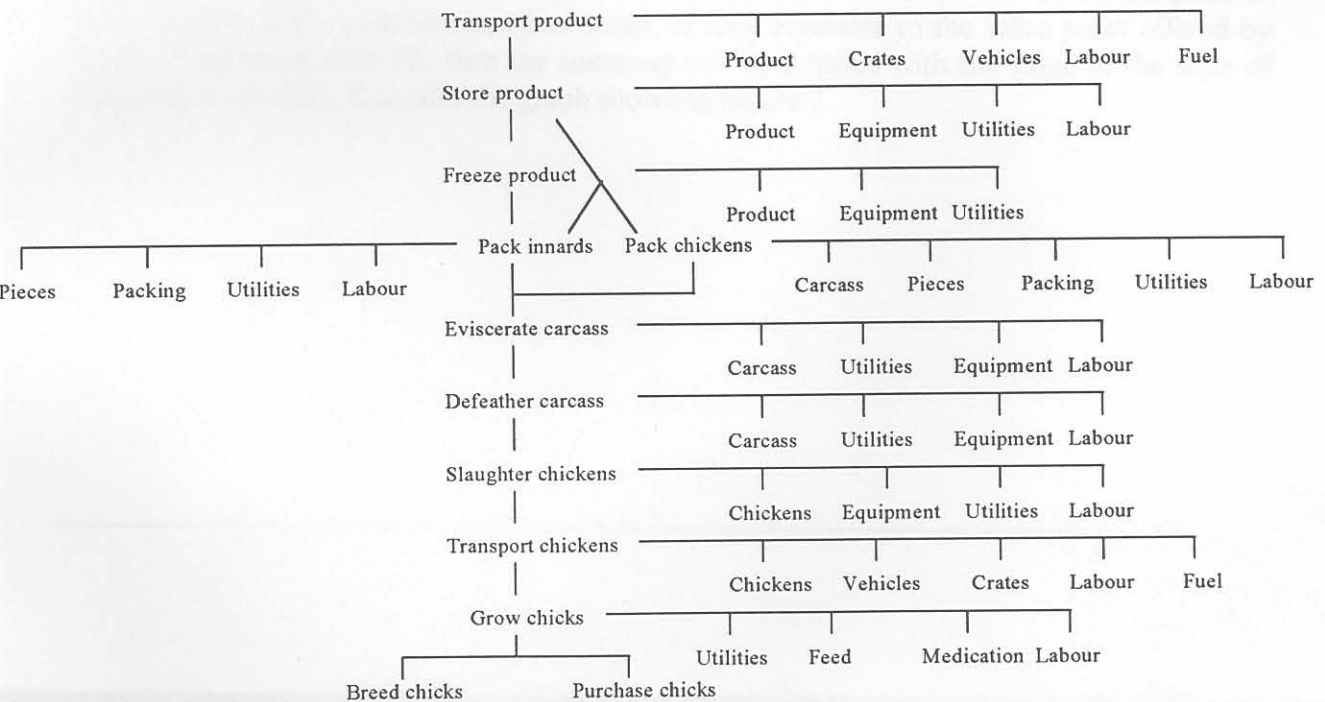 Transport product
Product Crates Vehicles Labour Fuel
Store product
Product Equipment Utilities Labour
Freeze product
Product Equipment Utilities
Pack innards Pack chickens
Pieces Packing Utilities Labour Carcass Pieces Packing Utilities Labour
Eviscerate carcass
Carcass Utilities Equipment Labour
Defeather carcass
Carcass Utilities Equipment Labour
Slaughter chickens
Chickens Equipment Utilities Labour
Transport chickens
Chickens Vehicles Crates Labour Fuel
Grow chicks
Utilities Feed Medication Labour
Breed chicks Purchase chicks